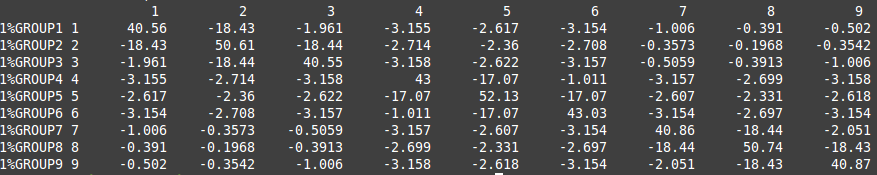 1 2 3 4 5 6 7 8 9
1%GROUP1 1 40.56 -18.43 -1.961 -3.155 -2.617 -3.154 -1.006 -0.391 -0.502
1%GROUP2 2 -18.43 50.61 -18.44 -2.714 -2.36 -2.708 -0.3573 -0.1968 -0.3542
1%GROUP3 3 -1.961 -18.44 40.55 -3.158 -2.622 -3.157 -0.5059 -0.3913 -1.006
1%GROUP4 4 -3.155 -2.714 -3.158 43 -17.07 -1.011 -3.157 -2.699 -3.158
1%GROUP5 5 -2.617 -2.36 -2.622 -17.07 52.13 -17.07 -2.607 -2.331 -2.618
1%GROUP6 6 -3.154 -2.708 -3.157 -1.011 -17.07 43.03 -3.154 -2.697 -3.154
1%GROUP7 7 -1.006 -0.3573 -0.5059 -3.157 -2.607 -3.154 40.86 -18.44 -2.051
1%GROUP8 8 -0.391 -0.1968 -0.3913 -2.699 -2.331 -2.697 -18.44 50.74 -18.43
1%GROUP9 9 -0.502 -0.3542 -1.006 -3.158 -2.618 -3.154 -2.051 -18.43 40.87